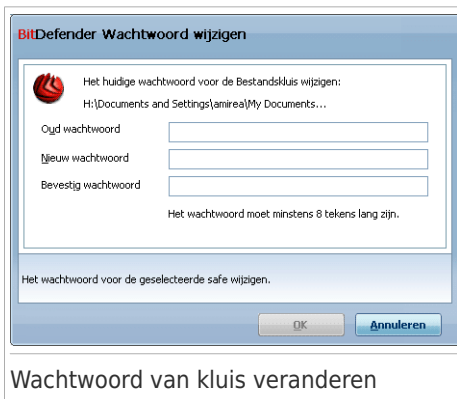 BitDefender Wachtwoord wijzigen
Het huidige wachtwoord voor de Bestandskluis wijzigen:
H:\Documents and Settings\amirea\My Documents...
Oud wachtwoord
Nieuw wachtwoord
Bevestig wachtwoord
Het wachtwoord moet minstens 8 tekens lang zijn.
Het wachtwoord voor de geselecteerde safe wijzigen.
OK
Annuleren
Wachtwoord van kluis veranderen